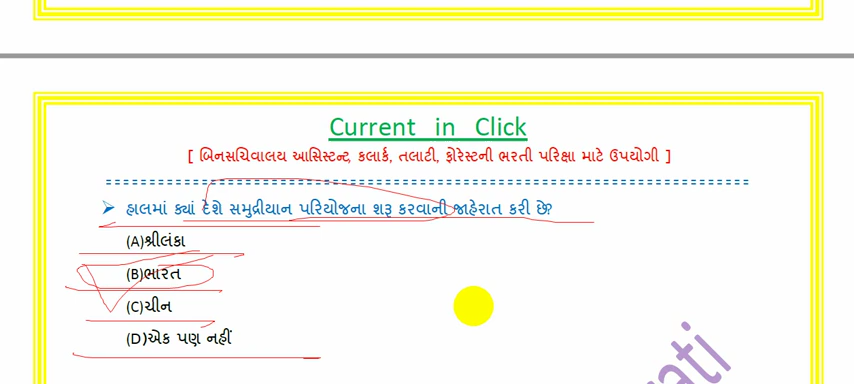 Current in Click
[ બિનસચિવાલય આસિસ્ટન્ટ, કલાર્ક, તલાટી, ફોરેસ્ટની ભરતી પરિક્ષા માટે ઉપયોગી ]
હાલમાં ક્યાં દેશે સમુદ્રીયાન પરિયોજના શરૂ કરવાની જાહેરાત કરી છે?
(A)શ્રીલંકા
(B)ભારત
(C)ચીન
(D)એક પણ નહીં